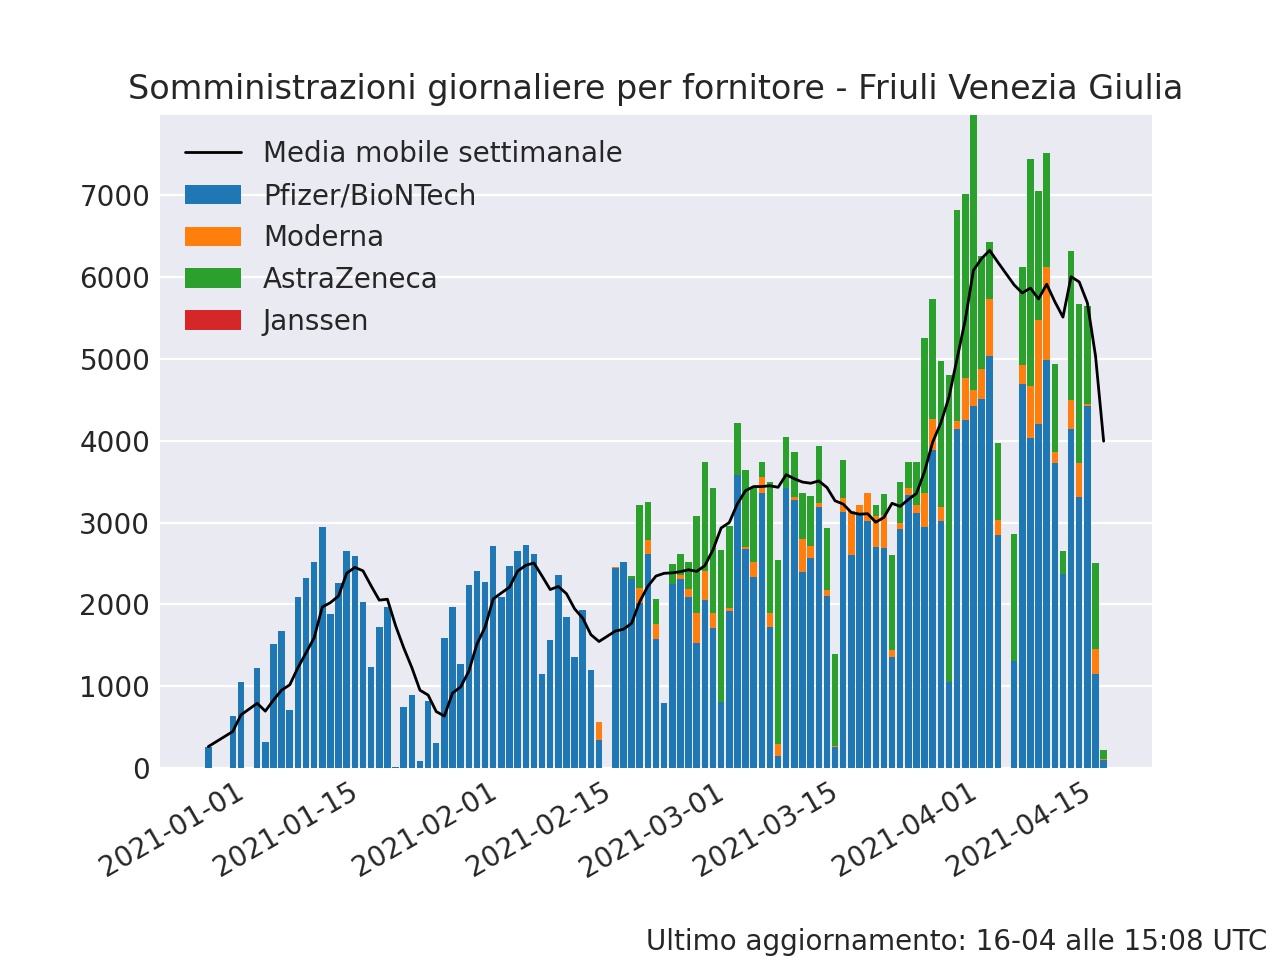 Somministrazioni giornaliere per fornitore - Friuli Venezia Giulia
Media mobile settimanale
Pfizer/BioNTech
Moderna
AstraZeneca
Janssen
7000
6000
5000
4000
3000
2000
1000
0
2021-01-01
2021-01-15
2021-02-01
2021-02-15
2021-03-01
2021-03-15
2021-04-01
2021-04-15
Ultimo aggiornamento: 16-04 alle 15:08 UTC